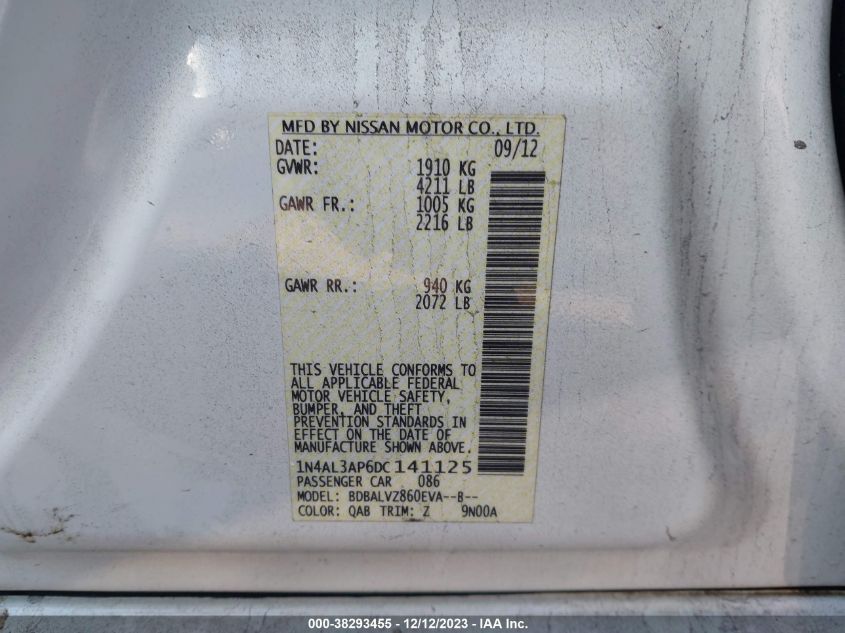 MFD BY NISSAN MOTOR CO., LTD.
DATE: 09/12
GVWR: 1910 KG
4211 LB
GAWR FR.: 1005 KG
2216 LB
GAWR RR.: 940 KG
2072 LB
THIS VEHICLE CONFORMS TO
ALL APPLICABLE FEDERAL
MOTOR VEHICLE SAFETY,
BUMPER, AND THEFT
PREVENTION STANDARDS IN
EFFECT ON THE DATE OF
MANUFACTURE SHOWN ABOVE.
1N4AL3AP6DC141125
PASSENGER CAR 086
MODEL: BDBALVZ860EVA--B--
COLOR: QAB TRIM: Z 9N00A
000-38293455 - 12/12/2023 - IAA Inc.